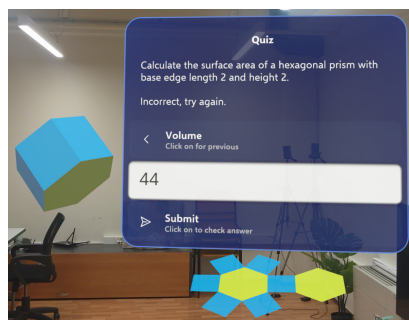 Quiz
Calculate the surface area of a hexagonal prism with
base edge length 2 and height 2.
Incorrect, try again.
Volume
Click on for previous
44
Submit
Click on to check answer